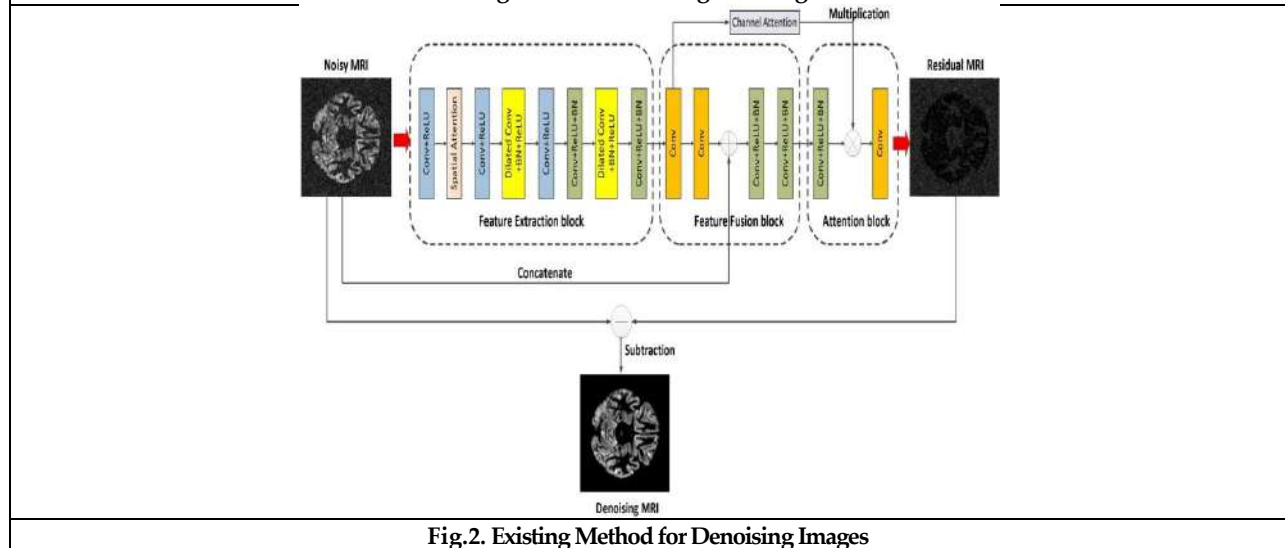 Channel Attention
Multiplication
Noisy MRI
Residual MRI
Conv+ReLU
Spatial Attention
Conv+ReLU
Dilated Conv
+BN+ReLU
Conv+ReLU
Conv+ReLU+BN
Dilated Conv
+BN+ReLU
Conv+ReLU+BN
Conv
Conv
Conv+ReLU+BN
Conv+ReLU+BN
Conv+ReLU+BN
Conv
Feature Extraction block
Feature Fusion block
Attention block
Concatenate
Subtraction
Denoising MRI
Fig.2. Existing Method for Denoising Images